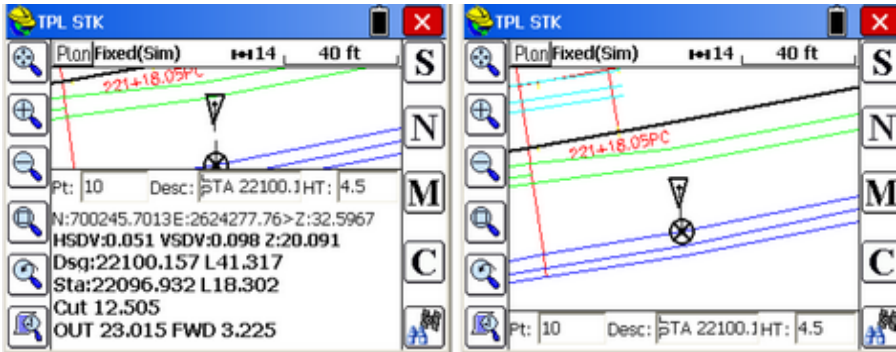 TPL STK
Plan Fixed(Sim) 14 40 ft
S
221+18.05PC
N
Pt: 10 Desc: STA 22100.1 HT: 4.5
M
N:700245.7013 E:2624277.76> Z:32.5967
HSDV:0.051 VSDV:0.098 Z:20.091
Dsg:22100.157 L41.317
C
Sta:22096.932 L18.302
Cut 12.505
OUT 23.015 FWD 3.225
TPL STK
Plan Fixed(Sim) 14 40 ft
S
N
221+18.05PC
M
C
Pt: 10 Desc: STA 22100.1 HT: 4.5